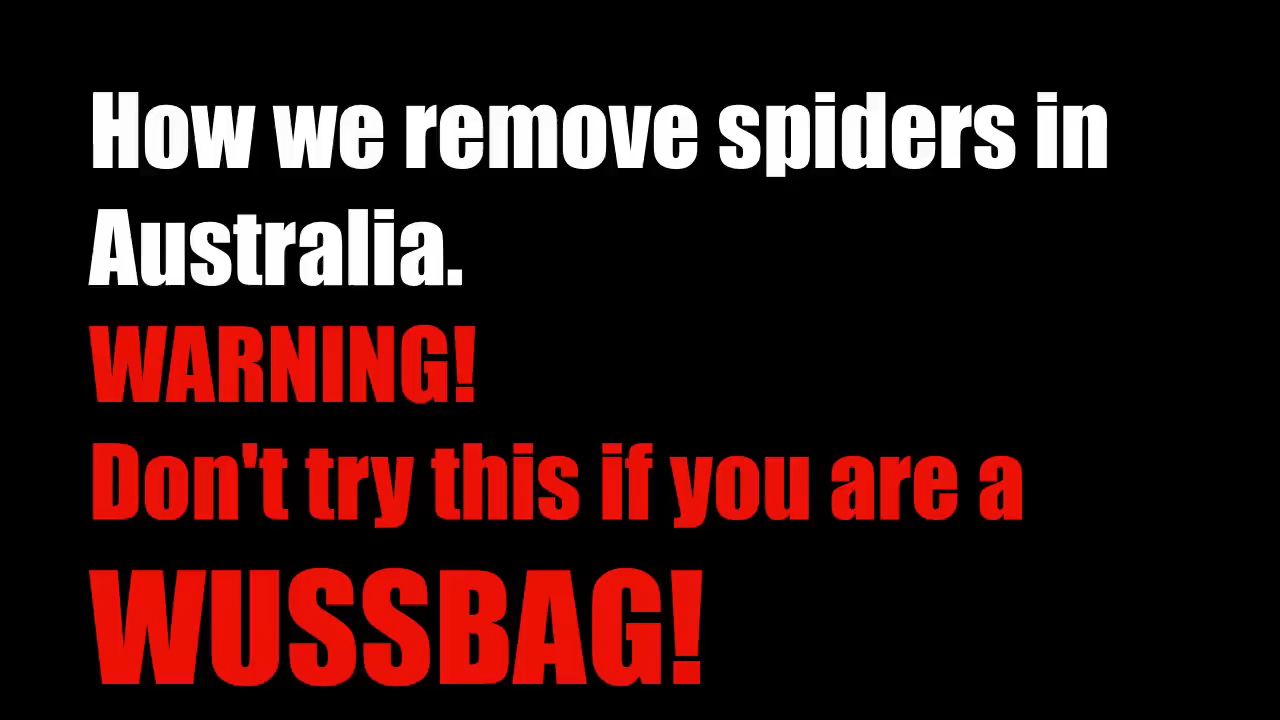 How we remove spiders in
Australia.
WARNING!
Don't try this if you are a
WUSSBAG!